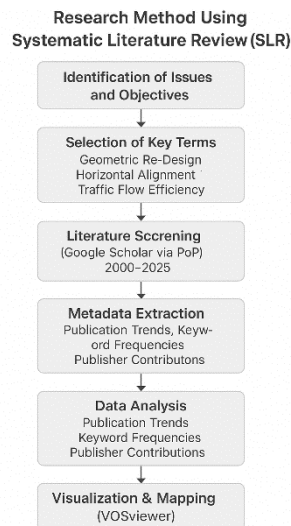 Research Method Using
Systematic Literature Review (SLR)
Identification of Issues
and Objectives
Selection of Key Terms
Geometric Re-Design
Horizontal Alignment
Traffic Flow Efficiency
Literature Sccrening
(Google Scholar via PoP)
2000–2025
Metadata Extraction
Publication Trends, Keyw-
ord Frequencies
Publisher Contributons
Data Analysis
Publication Trends
Keyword Frequencies
Publisher Contributions
Visualization & Mapping
(VOSviewer)